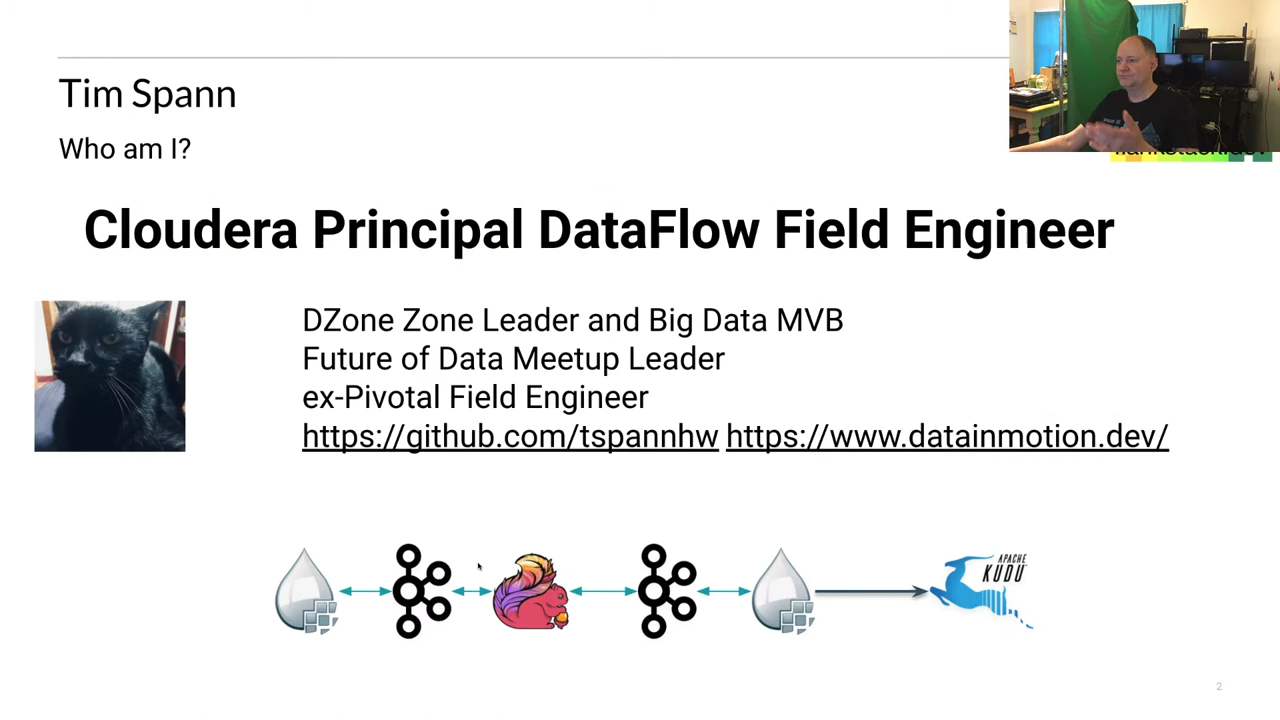 Tim Spann
Who am I?
Cloudera Principal DataFlow Field Engineer
DZone Zone Leader and Big Data MVB
Future of Data Meetup Leader
ex-Pivotal Field Engineer
https://github.com/tspannhw https://www.datainmotion.dev/
APACHE
KUDU
2